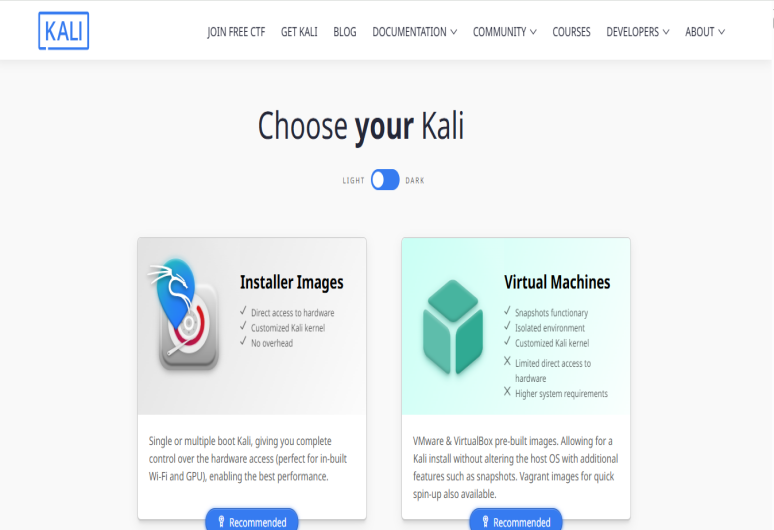 KALI
JOIN FREE CTF GET KALI BLOG DOCUMENTATION COMMUNITY COURSES DEVELOPERS ABOUT
Choose your Kali
LIGHT DARK
Installer Images
✓ Direct access to hardware
✓ Customized Kali kernel
✓ No overhead
Single or multiple boot Kali, giving you complete
control over the hardware access (perfect for in-built
Wi-Fi and GPU), enabling the best performance.
Recommended
Virtual Machines
✓ Snapshots functionary
✓ Isolated environment
✓ Customized Kali kernel
X Limited direct access to
hardware
X Higher system requirements
VMware & VirtualBox pre-built images. Allowing for a
Kali install without altering the host OS with additional
features such as snapshots. Vagrant images for quick
spin-up also available.
Recommended